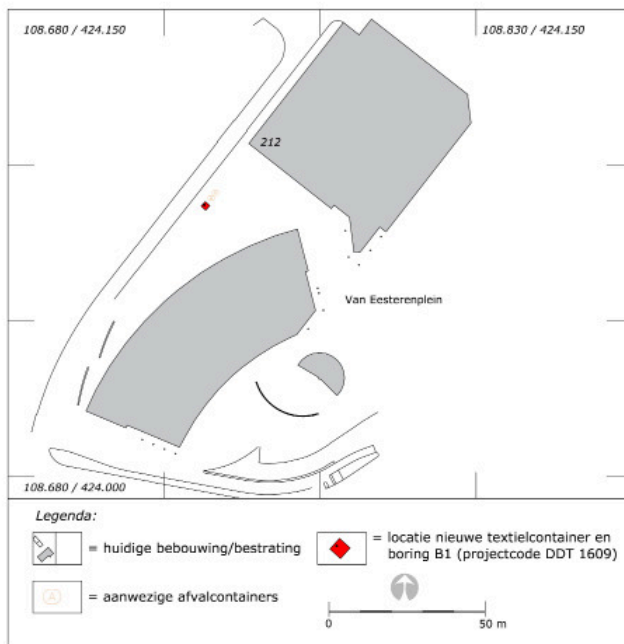 108.680 / 424.150
108.830 / 424.150
212
Van Eesterenplein
108.680 / 424.000
Legenda:
= huidige bebouwing/bestrating
= locatie nieuwe textielcontainer en
boring B1 (projectcode DDT 1609)
A
= aanwezige afvalcontainers
0
50 m